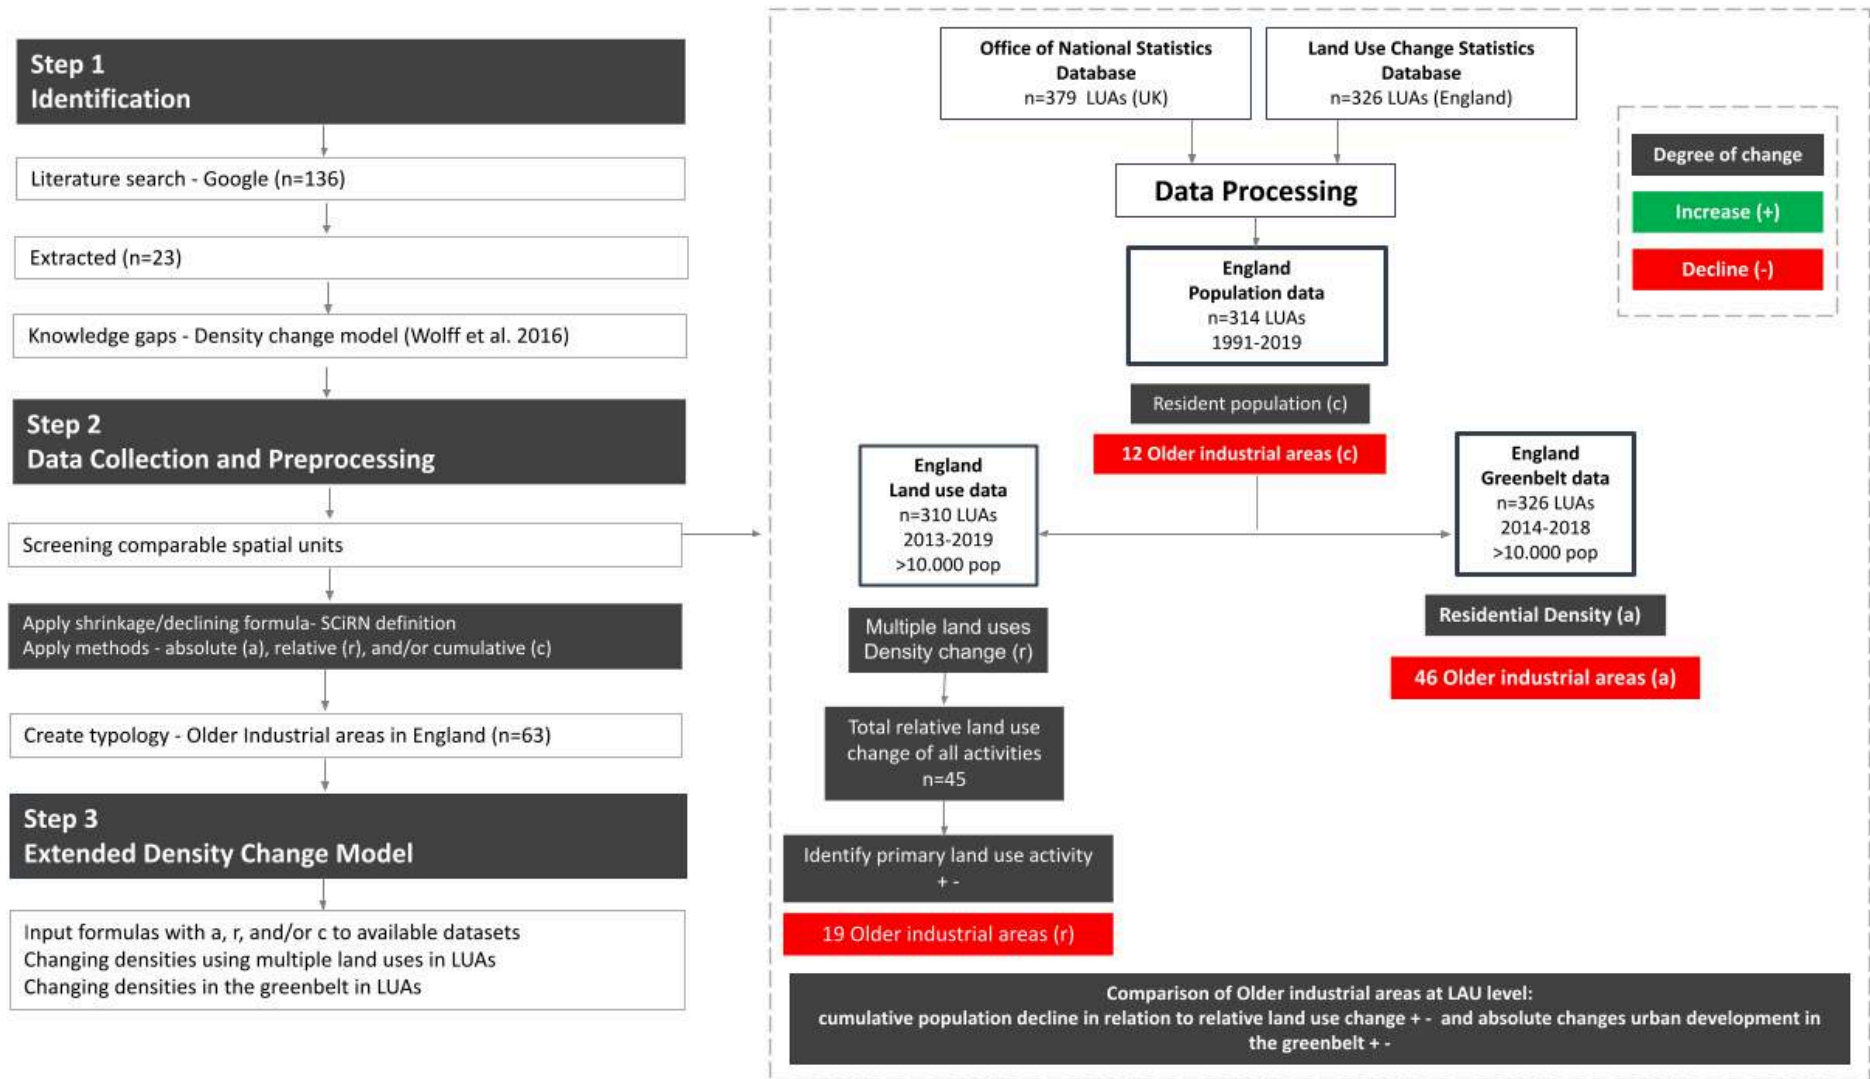 Step 1
Identification
Literature search - Google (n=136)
Extracted (n=23)
Knowledge gaps - Density change model (Wolff et al. 2016)
Step 2
Data Collection and Preprocessing
Screening comparable spatial units
Apply shrinkage/declining formula- SCiRN definition
Apply methods - absolute (a), relative (r), and/or cumulative (c)
Create typology - Older Industrial areas in England (n=63)
Step 3
Extended Density Change Model
Input formulas with a, r, and/or c to available datasets
Changing densities using multiple land uses in LUAs
Changing densities in the greenbelt in LUAs
Office of National Statistics
Database
n=379 LUAs (UK)
Land Use Change Statistics
Database
n=326 LUAs (England)
Degree of change
Increase (+)
Decline (-)
Data Processing
England
Population data
n=314 LUAs
1991-2019
Resident population (c)
12 Older industrial areas (c)
England
Land use data
n=310 LUAs
2013-2019
>10.000 pop
England
Greenbelt data
n=326 LUAs
2014-2018
>10.000 pop
Multiple land uses
Density change (r)
Residential Density (a)
46 Older industrial areas (a)
Total relative land use
change of all activities
n=45
Identify primary land use activity
+ -
19 Older industrial areas (r)
Comparison of Older industrial areas at LAU level:
cumulative population decline in relation to relative land use change + - and absolute changes urban development in
the greenbelt + -